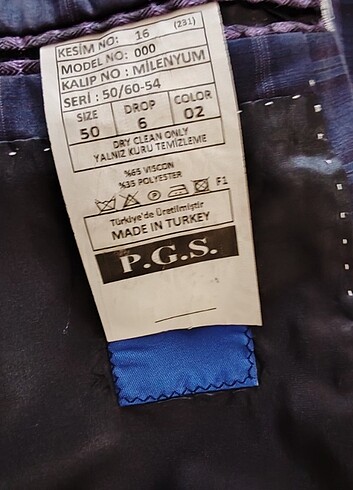 KESİM NO: 16 (231)
MODEL NO: 000
KALIP NO : MİLENYUM
SERİ : 50/60-54
SIZE DROP COLOR
50 6 02
DRY CLEAN ONLY
YALNIZ KURU TEMİZLEME
%65 VISCON
%35 POLYESTER
F1
Türkiye'de Üretilmiştir
MADE IN TURKEY
P.G.S.